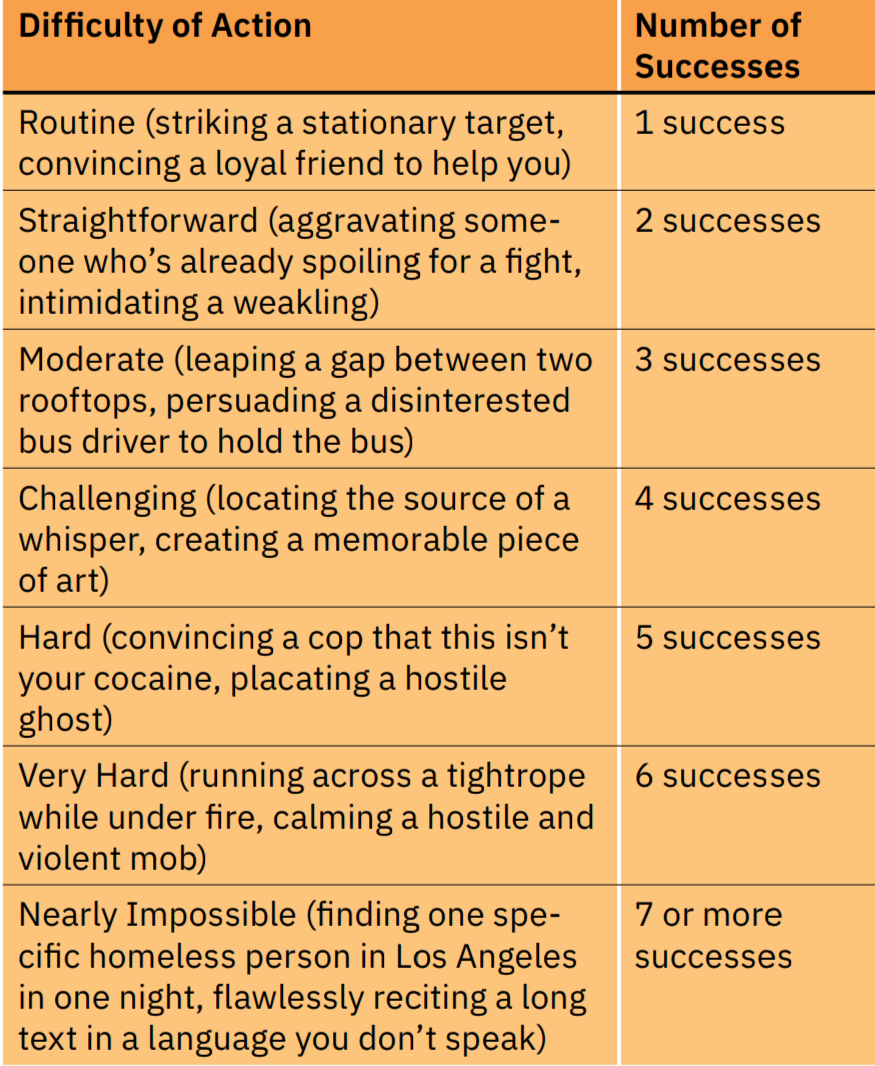 Difficulty of Action
Number of
Successes
Routine (striking a stationary target,
convincing a loyal friend to help you)
1 success
Straightforward (aggravating some-
one who’s already spoiling for a fight,
intimidating a weakling)
2 successes
Moderate (leaping a gap between two
rooftops, persuading a disinterested
bus driver to hold the bus)
3 successes
Challenging (locating the source of a
whisper, creating a memorable piece
of art)
4 successes
Hard (convincing a cop that this isn’t
your cocaine, placating a hostile
ghost)
5 successes
Very Hard (running across a tightrope
while under fire, calming a hostile and
violent mob)
6 successes
Nearly Impossible (finding one spe-
cific homeless person in Los Angeles
in one night, flawlessly reciting a long
text in a language you don’t speak)
7 or more
successes